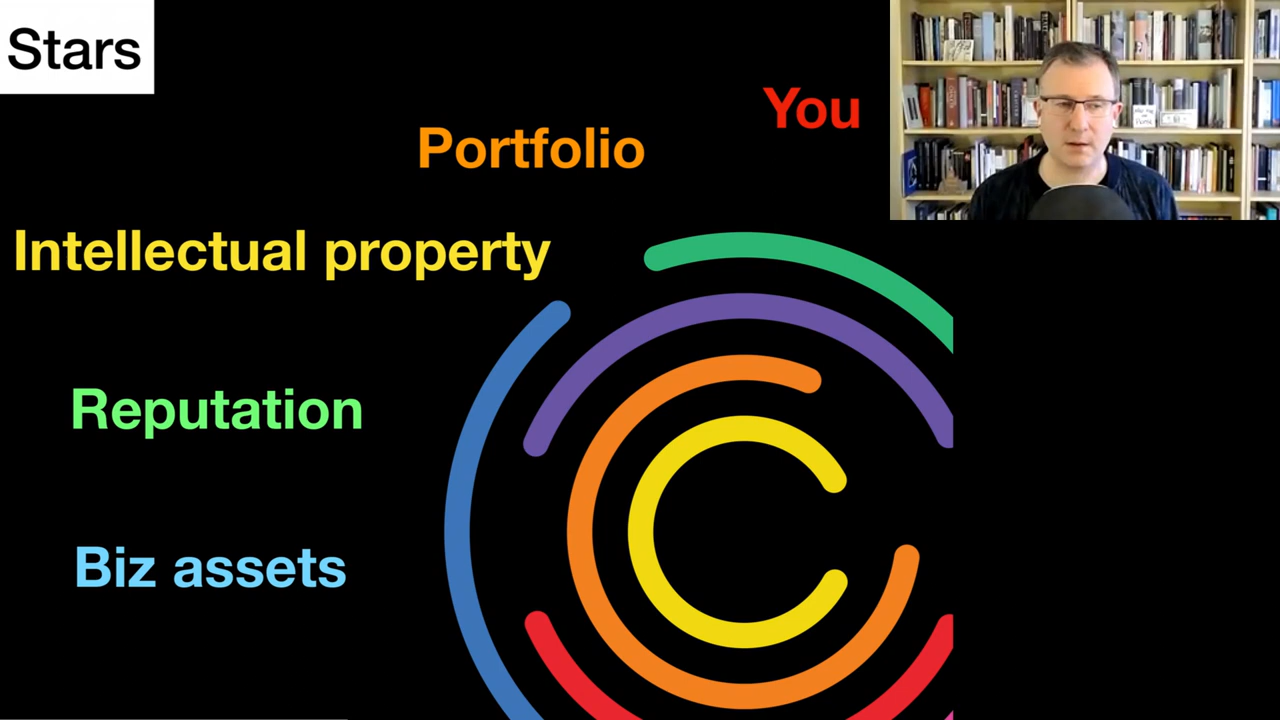 Stars
You
Portfolio
Intellectual property
Reputation
Biz assets